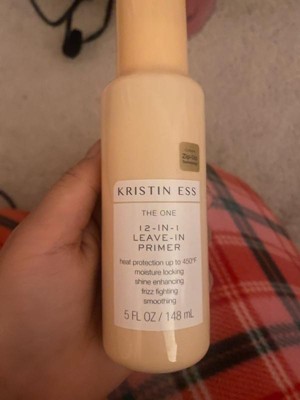 KRISTIN ESS
THE ONE
12-IN-1
LEAVE-IN
PRIMER
heat protection up to 450°F
moisture locking
shine enhancing
frizz fighting
smoothing
5 FL OZ / 148 mL